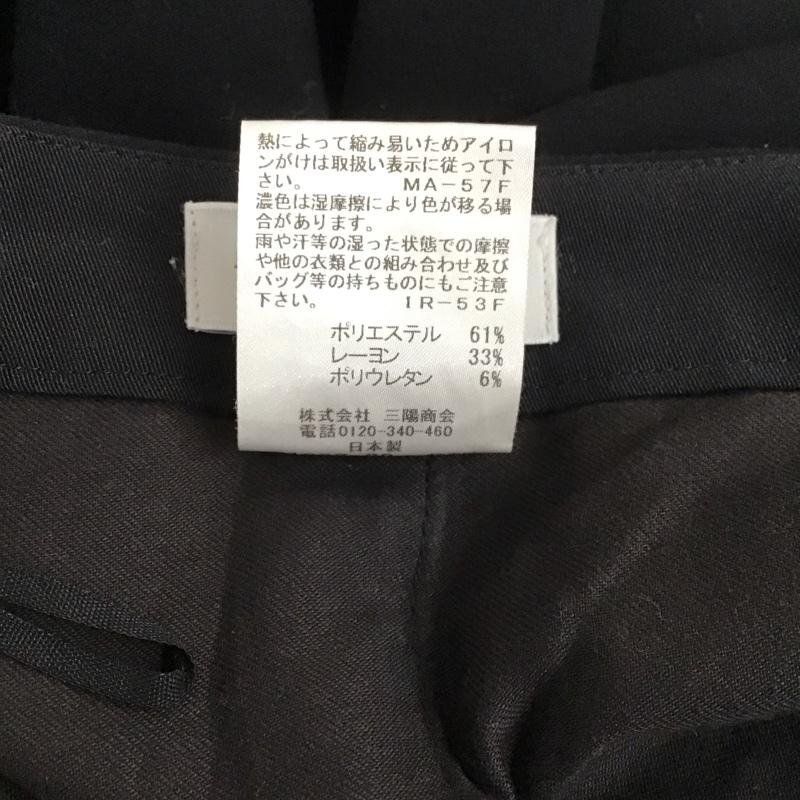 熱によって縮み易いためアイロ
ンがけは取扱い表示に従って下
さい。 MA-57F
濃色は湿摩擦により色が移る場
合があります。
雨や汗等の湿った状態での摩擦
や他の衣類との組み合わせ及び
バッグ等の持ちものにもご注意
下さい。 IR-53F
ポリエステル 61%
レーヨン 33%
ポリウレタン 6%
株式会社 三陽商会
電話0120-340-460
日本製